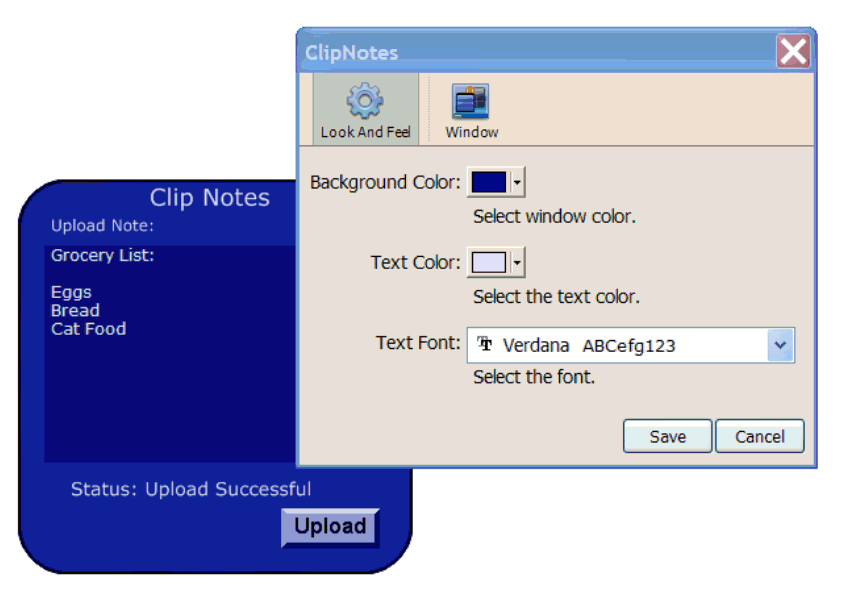 ClipNotes
Look And Feel
Window
Background Color:
Select window color.
Text Color:
Select the text color.
Text Font:
Verdana ABCefg123
Select the font.
Save
Cancel
Clip Notes
Upload Note:
Grocery List:
Eggs
Bread
Cat Food
Status: Upload Successful
Upload